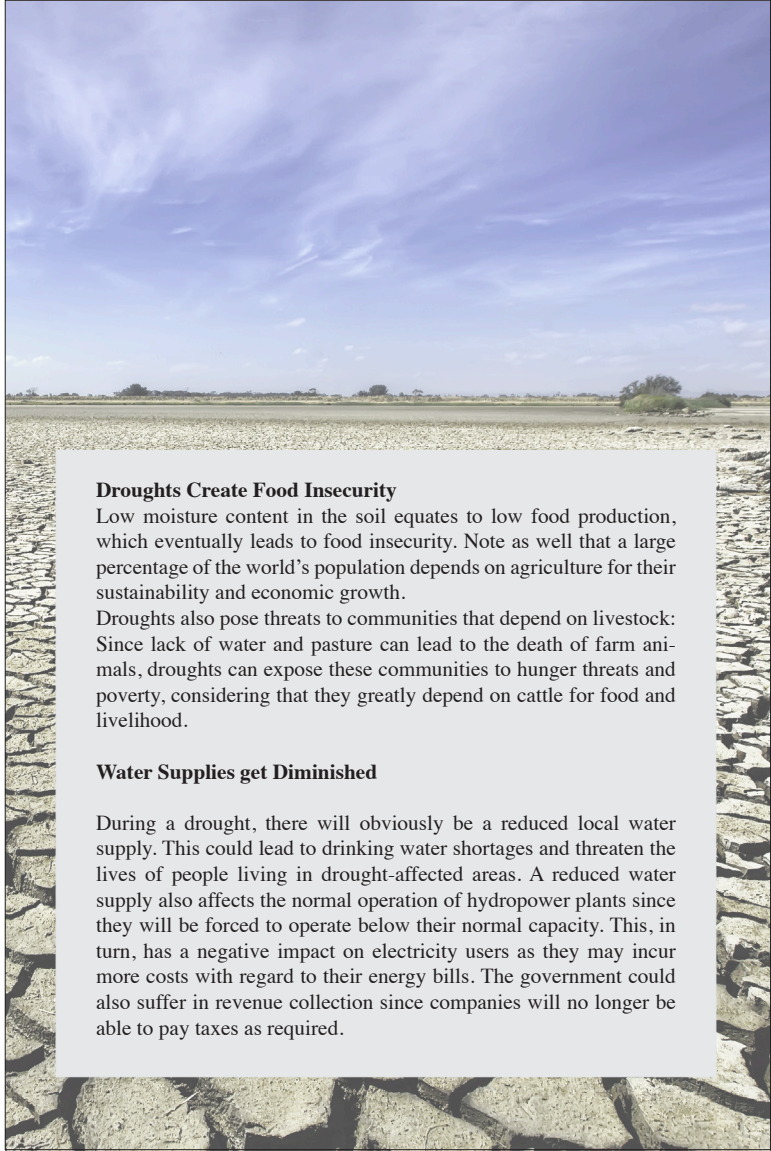 Droughts Create Food Insecurity
Low moisture content in the soil equates to low food production,
which eventually leads to food insecurity. Note as well that a large
percentage of the world’s population depends on agriculture for their
sustainability and economic growth.
Droughts also pose threats to communities that depend on livestock:
Since lack of water and pasture can lead to the death of farm ani-
mals, droughts can expose these communities to hunger threats and
poverty, considering that they greatly depend on cattle for food and
livelihood.
Water Supplies get Diminished
During a drought, there will obviously be a reduced local water
supply. This could lead to drinking water shortages and threaten the
lives of people living in drought-affected areas. A reduced water
supply also affects the normal operation of hydropower plants since
they will be forced to operate below their normal capacity. This, in
turn, has a negative impact on electricity users as they may incur
more costs with regard to their energy bills. The government could
also suffer in revenue collection since companies will no longer be
able to pay taxes as required.